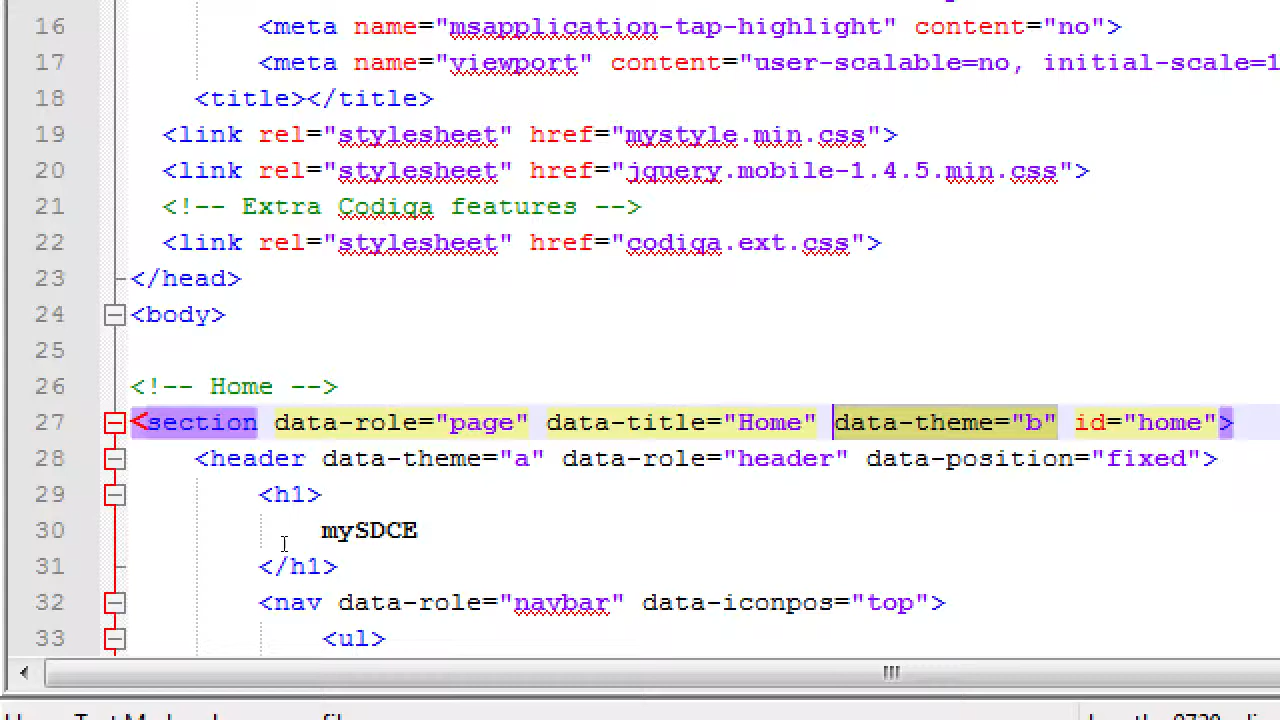 16 <meta name="msapplication-tap-highlight" content="no">
17 <meta name="viewport" content="user-scalable=no, initial-scale=1
18 <title></title>
19 <link rel="stylesheet" href="mystyle.min.css">
20 <link rel="stylesheet" href="jquery.mobile-1.4.5.min.css">
21 <!-- Extra Codiqa features -->
22 <link rel="stylesheet" href="codiqa.ext.css">
23 </head>
24 <body>
25
26 <!-- Home -->
27 <section data-role="page" data-title="Home" data-theme="b" id="home">
28 <header data-theme="a" data-role="header" data-position="fixed">
29 <h1>
30 mySDCE
31 </h1>
32 <nav data-role="navbar" data-iconpos="top">
33 <ul>